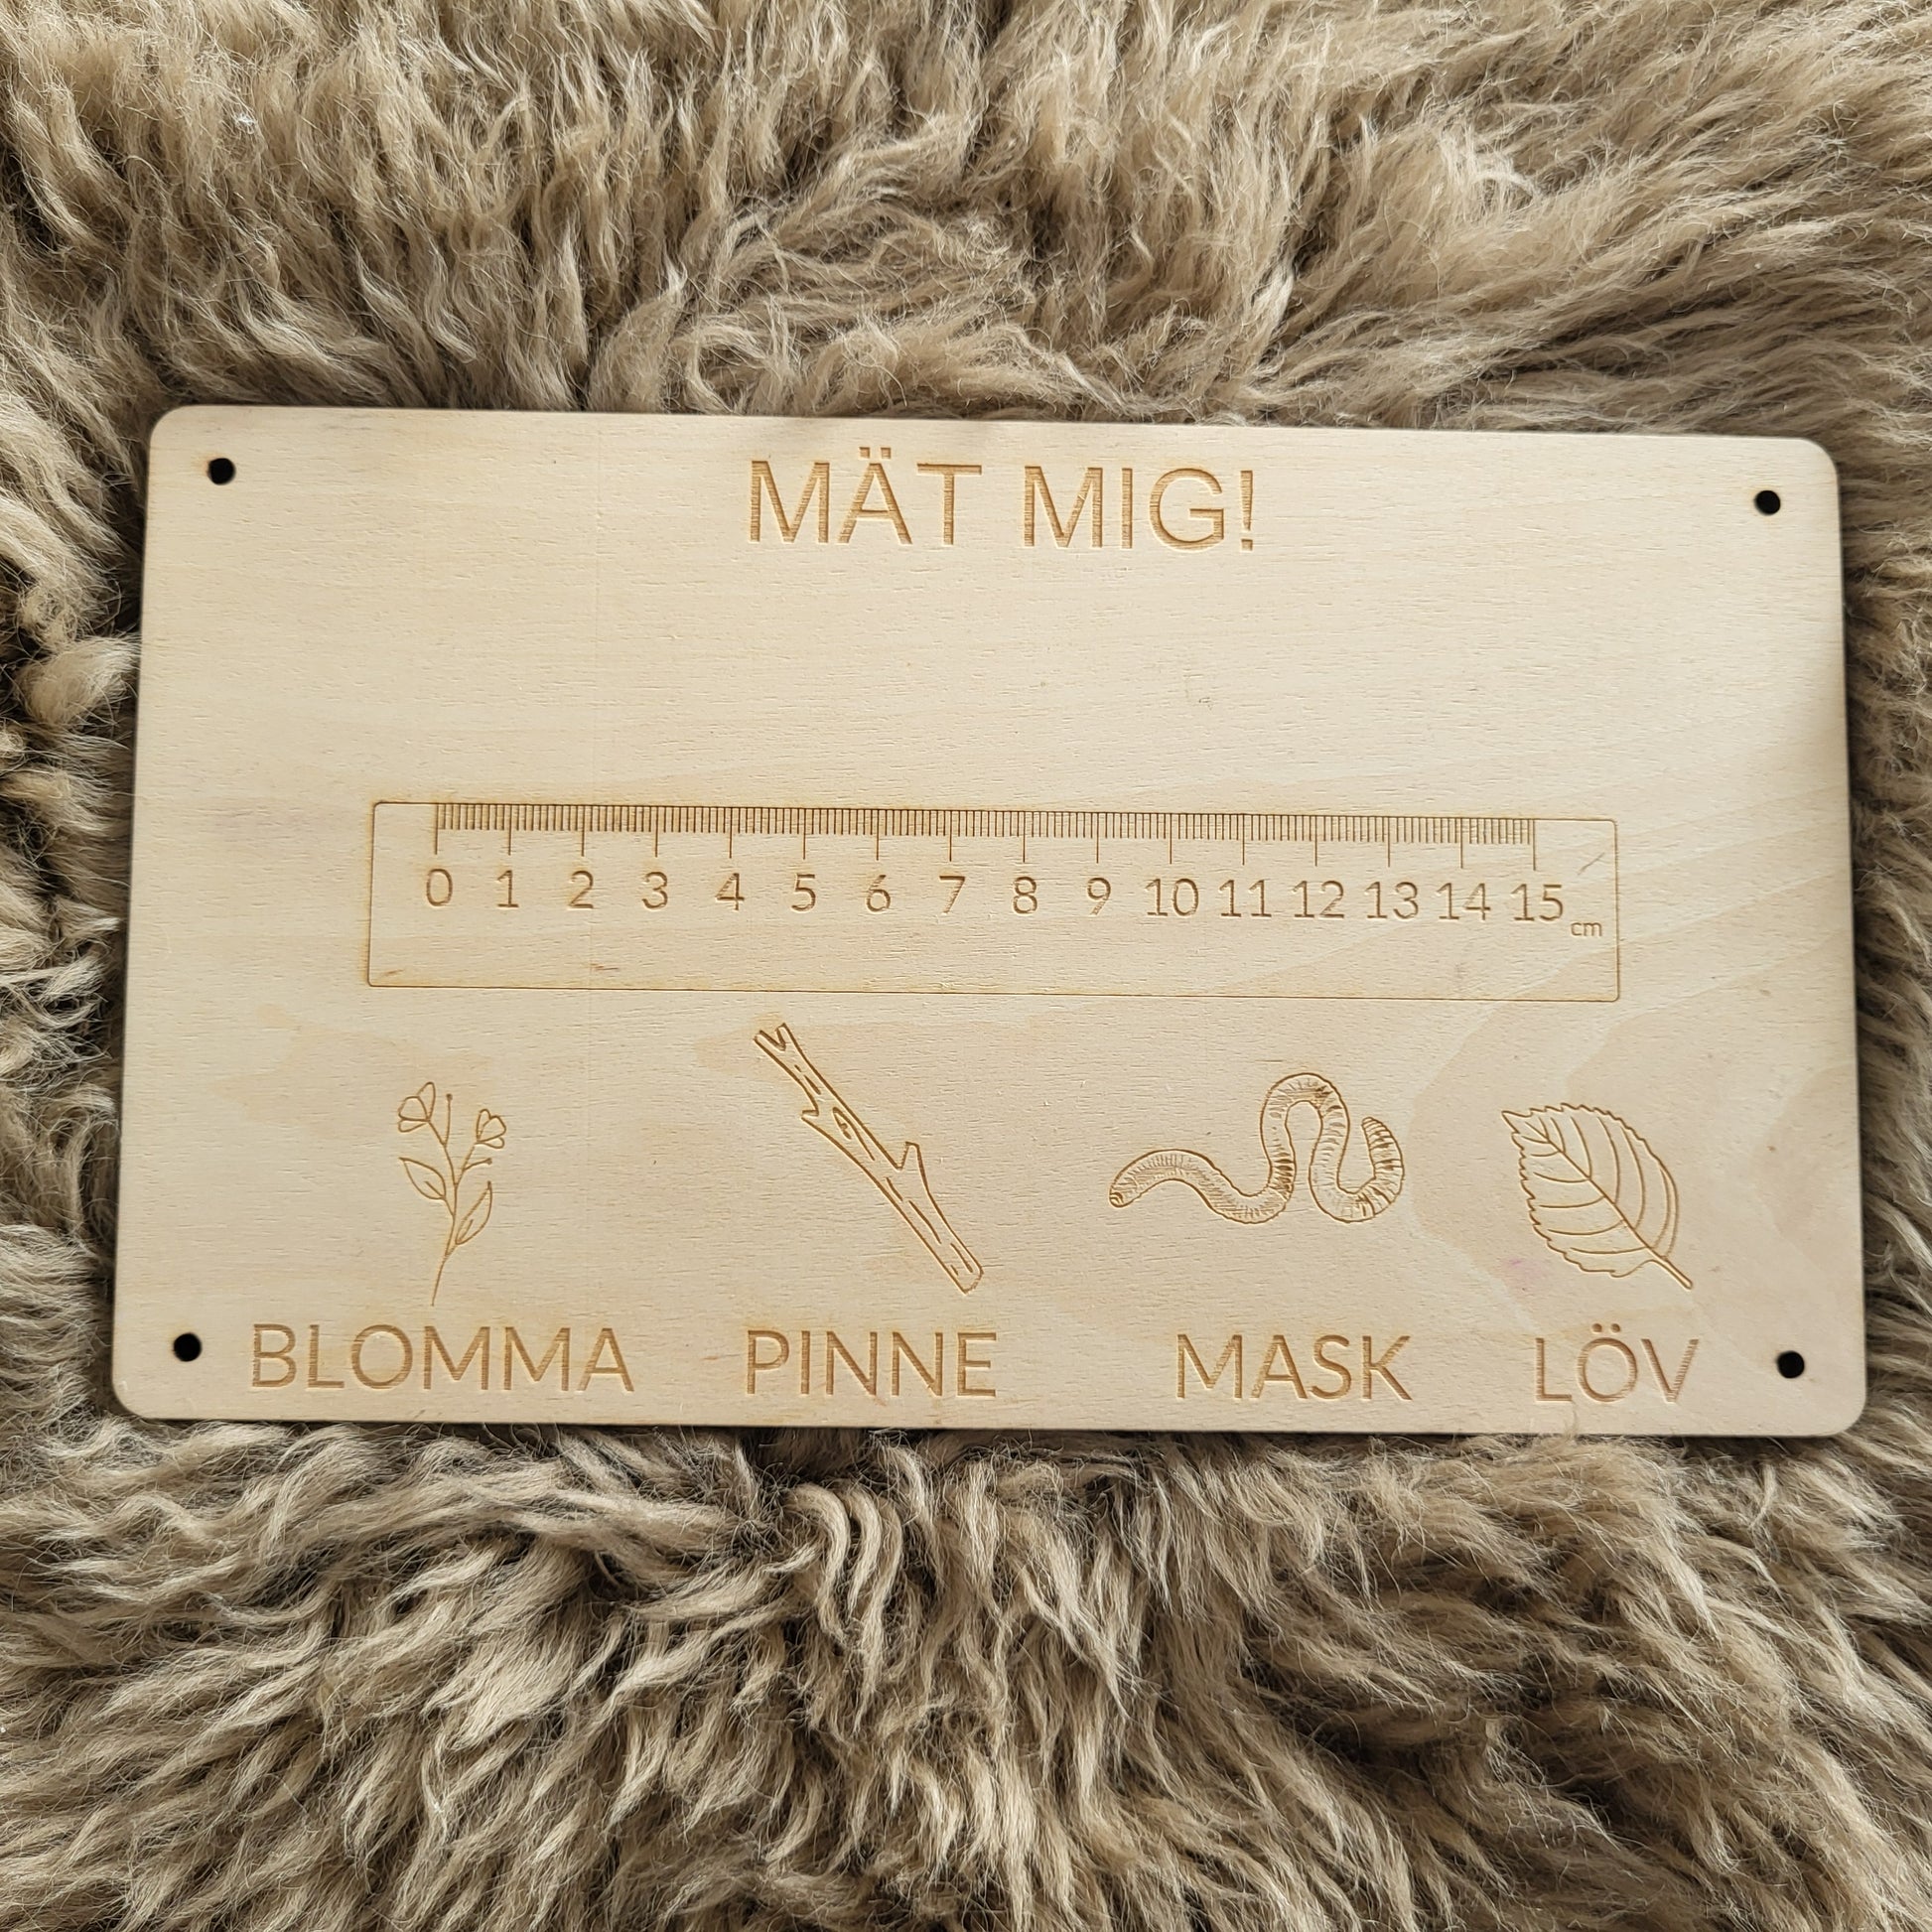 MÄT MIG!
0 1 2 3 4 5 6 7 8 9 10 11 12 13 14 15 cm
BLOMMA PINNE MASK LÖV